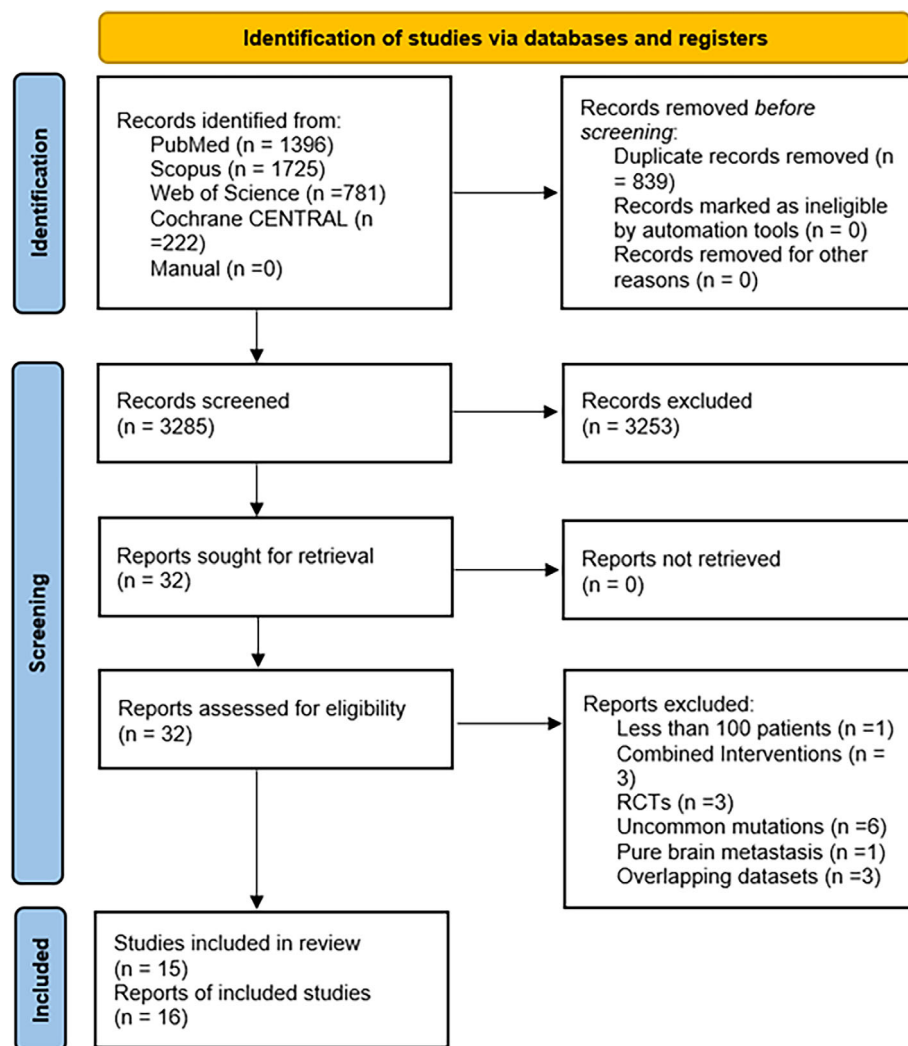 Identification of studies via databases and registers
Identification
Records identified from:
PubMed (n = 1396)
Scopus (n = 1725)
Web of Science (n =781)
Cochrane CENTRAL (n
=222)
Manual (n =0)
Records removed before
screening:
Duplicate records removed (n
= 839)
Records marked as ineligible
by automation tools (n = 0)
Records removed for other
reasons (n = 0)
Screening
Records screened
(n = 3285)
Records excluded
(n = 3253)
Reports sought for retrieval
(n = 32)
Reports not retrieved
(n = 0)
Reports assessed for eligibility
(n = 32)
Reports excluded:
Less than 100 patients (n =1)
Combined Interventions (n =
3)
RCTs (n =3)
Uncommon mutations (n =6)
Pure brain metastasis (n =1)
Overlapping datasets (n =3)
Included
Studies included in review
(n = 15)
Reports of included studies
(n = 16)